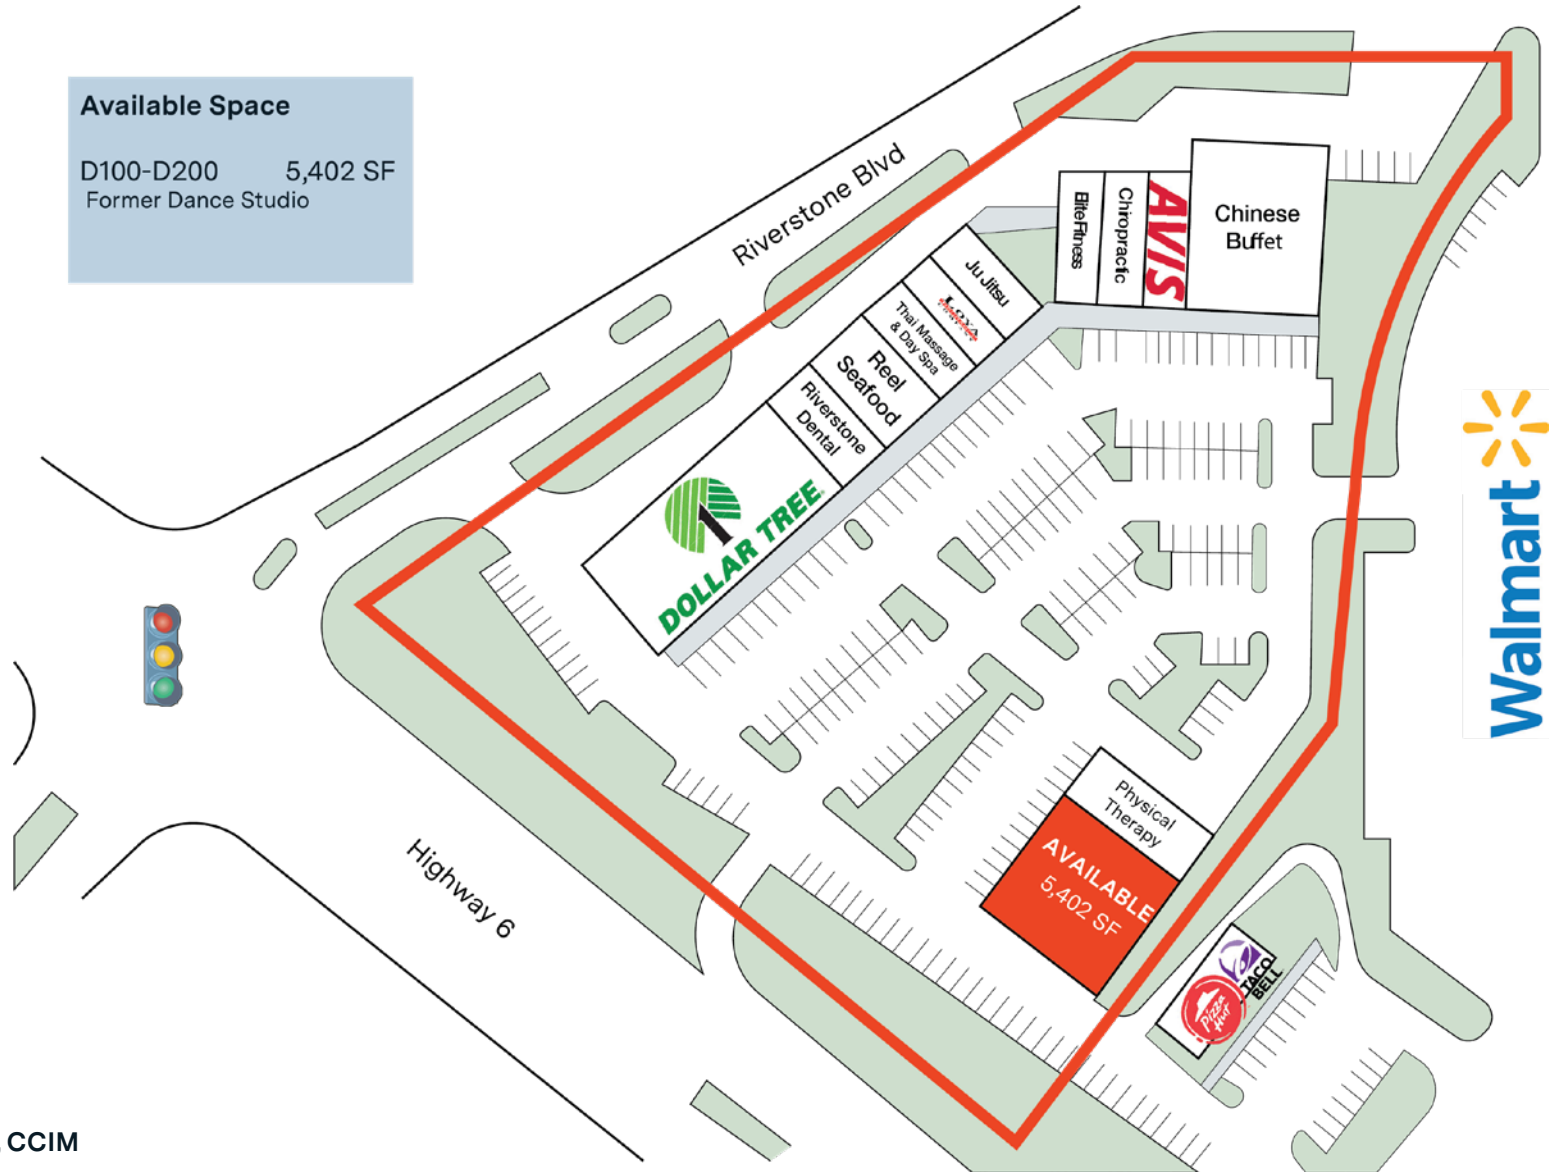 Available Space
D100-D200 5,402 SF
Former Dance Studio
Riverstone Blvd
EliteFitness
Chiropractic
AVIS
Chinese
Buffet
Ju Jitsu
LOYA
Thai Massage
& Day Spa
Reel
Seafood
Riverstone
Dental
DOLLAR TREE
Walmart
Physical
Therapy
AVAILABLE
5,402 SF
Highway 6
TACO
BELL
Pizza
Hut
CCIM